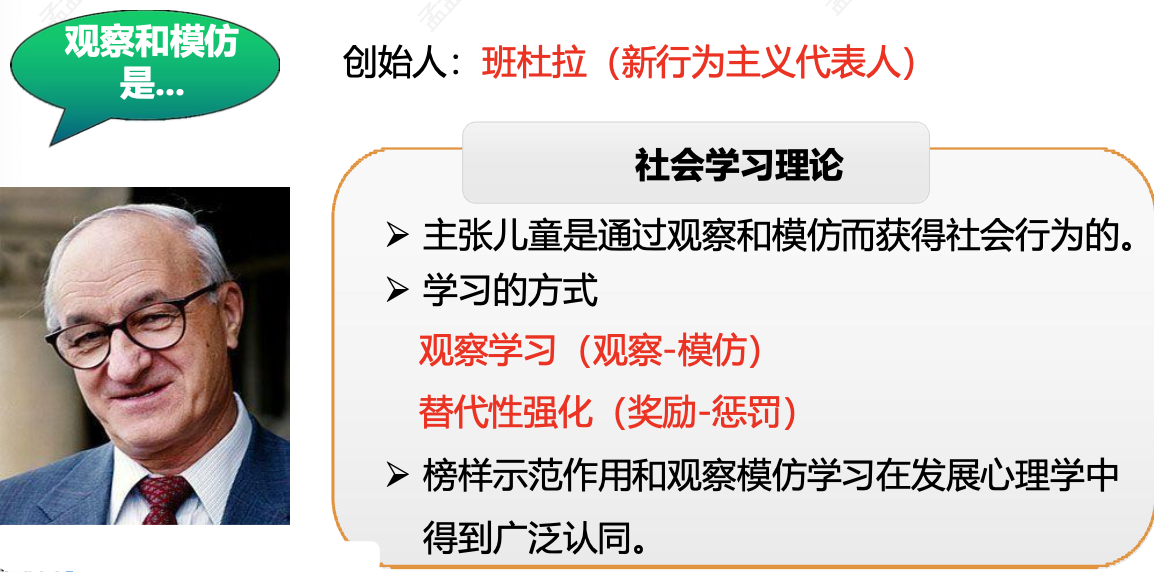 观察和模仿
是...
创始人：班杜拉（新行为主义代表人）
社会学习理论
➢ 主张儿童是通过观察和模仿而获得社会行为的。
➢ 学习的方式
观察学习（观察-模仿）
替代性强化（奖励-惩罚）
➢ 榜样示范作用和观察模仿学习在发展心理学中
得到广泛认同。